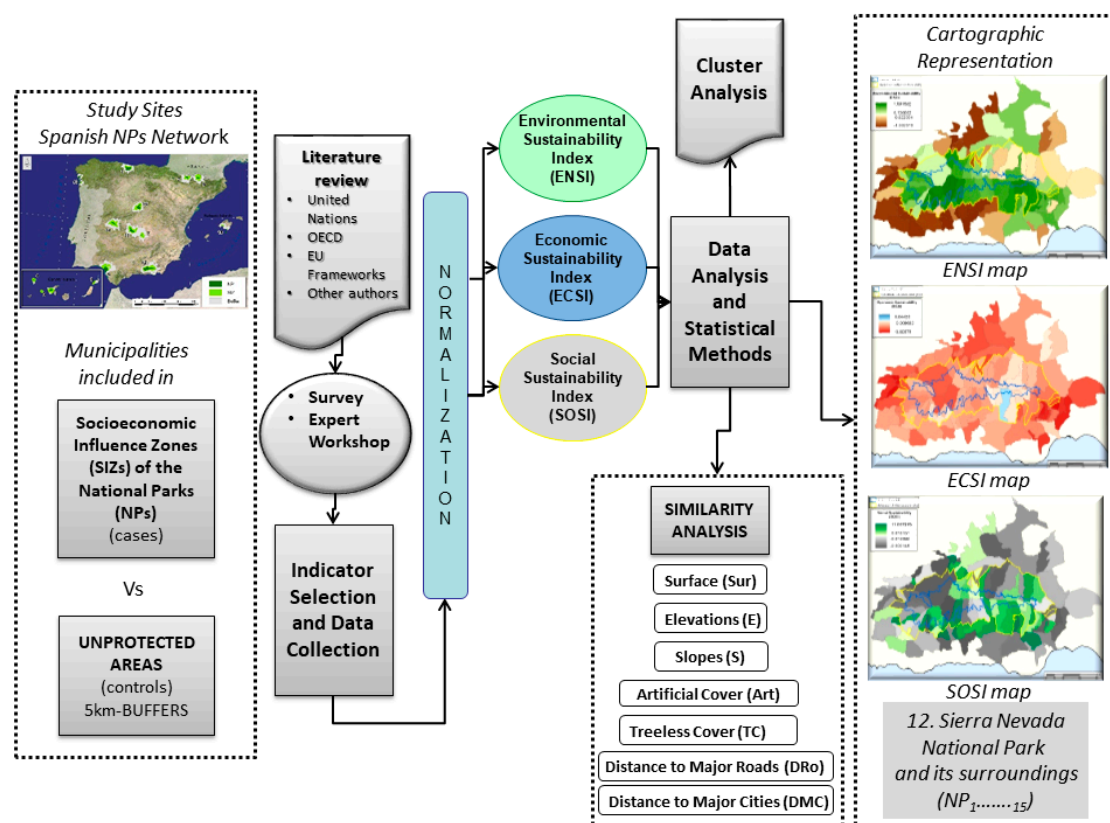 Study Sites
Spanish NPs Network
Municipalities
included in
Socioeconomic
Influence Zones
(SIZs) of the
National Parks
(NPs)
(cases)
Vs
UNPROTECTED
AREAS
(controls)
5km-BUFFERS
Literature
review
• United
Nations
• OECD
• EU
Frameworks
• Other authors
• Survey
• Expert
Workshop
Indicator
Selection
and Data
Collection
NORMALIZATION
Environmental
Sustainability
Index
(ENSI)
Economic
Sustainability
Index
(ECSI)
Social
Sustainability
Index
(SOSI)
Cluster
Analysis
Data
Analysis
and
Statistical
Methods
SIMILARITY
ANALYSIS
Surface (Sur)
Elevations (E)
Slopes (S)
Artificial Cover (Art)
Treeless Cover (TC)
Distance to Major Roads (DRo)
Distance to Major Cities (DMC)
Cartographic
Representation
ENSI map
ECSI map
SOSI map
12. Sierra Nevada
National Park
and its surroundings
(NP1.......15)